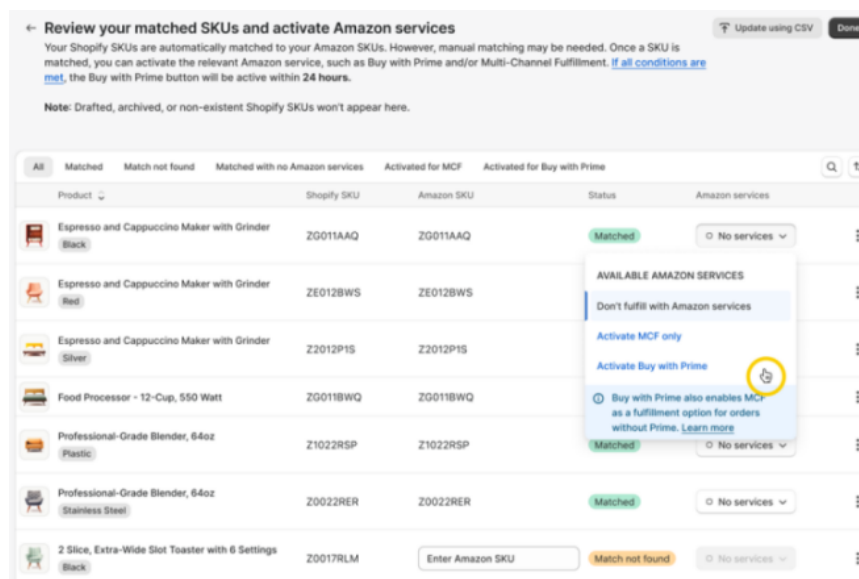 ← Review your matched SKUs and activate Amazon services
Update using CSV
Done
Your Shopify SKUs are automatically matched to your Amazon SKUs. However, manual matching may be needed. Once a SKU is
matched, you can activate the relevant Amazon service, such as Buy with Prime and/or Multi-Channel Fulfillment. If all conditions are
met, the Buy with Prime button will be active within 24 hours.
Note: Drafted, archived, or non-existent Shopify SKUs won't appear here.
All Matched Match not found Matched with no Amazon services Activated for MCF Activated for Buy with Prime
Product Shopify SKU Amazon SKU Status Amazon services
Espresso and Cappuccino Maker with Grinder
Black
ZG011AAQ ZG011AAQ Matched No services
AVAILABLE AMAZON SERVICES
Don't fulfill with Amazon services
Activate MCF only
Activate Buy with Prime
Buy with Prime also enables MCF
as a fulfillment option for orders
without Prime. Learn more
Espresso and Cappuccino Maker with Grinder
Red
ZE012BWS ZE012BWS
Espresso and Cappuccino Maker with Grinder
Silver
Z2012P1S Z2012P1S
Food Processor - 12-Cup, 550 Watt ZG011BWQ ZG011BWQ
Professional-Grade Blender, 64oz
Plastic
Z1022RSP Z1022RSP Matched No services
Professional-Grade Blender, 64oz
Stainless Steel
Z0022RER Z0022RER Matched No services
2 Slice, Extra-Wide Slot Toaster with 6 Settings
Black
Z0017RLM Enter Amazon SKU Match not found No services